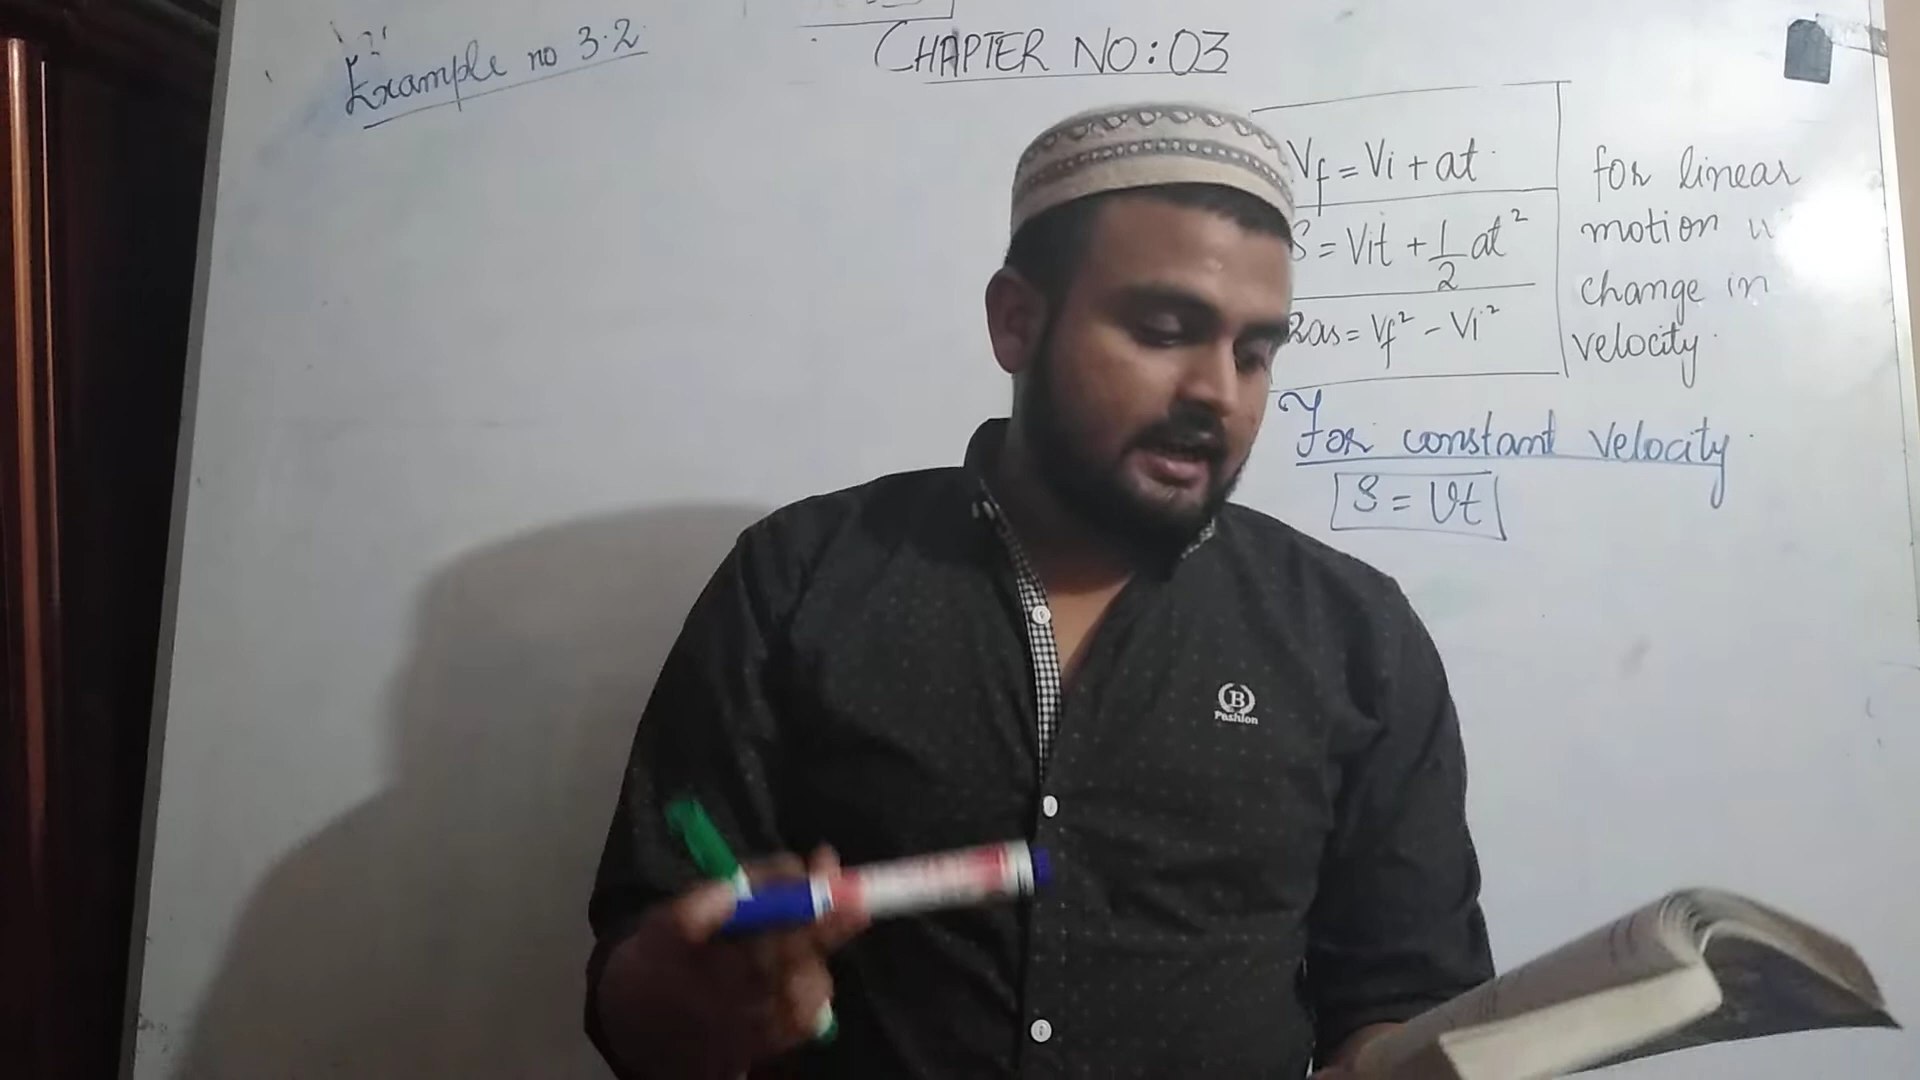 Example no 3.2
CHAPTER NO: 03
Vf = Vi + at
S = Vit + 1/2 at²
2as = Vf² - Vi²
for linear
motion
change in
velocity.
For constant velocity
S = Vt
B
Fashion